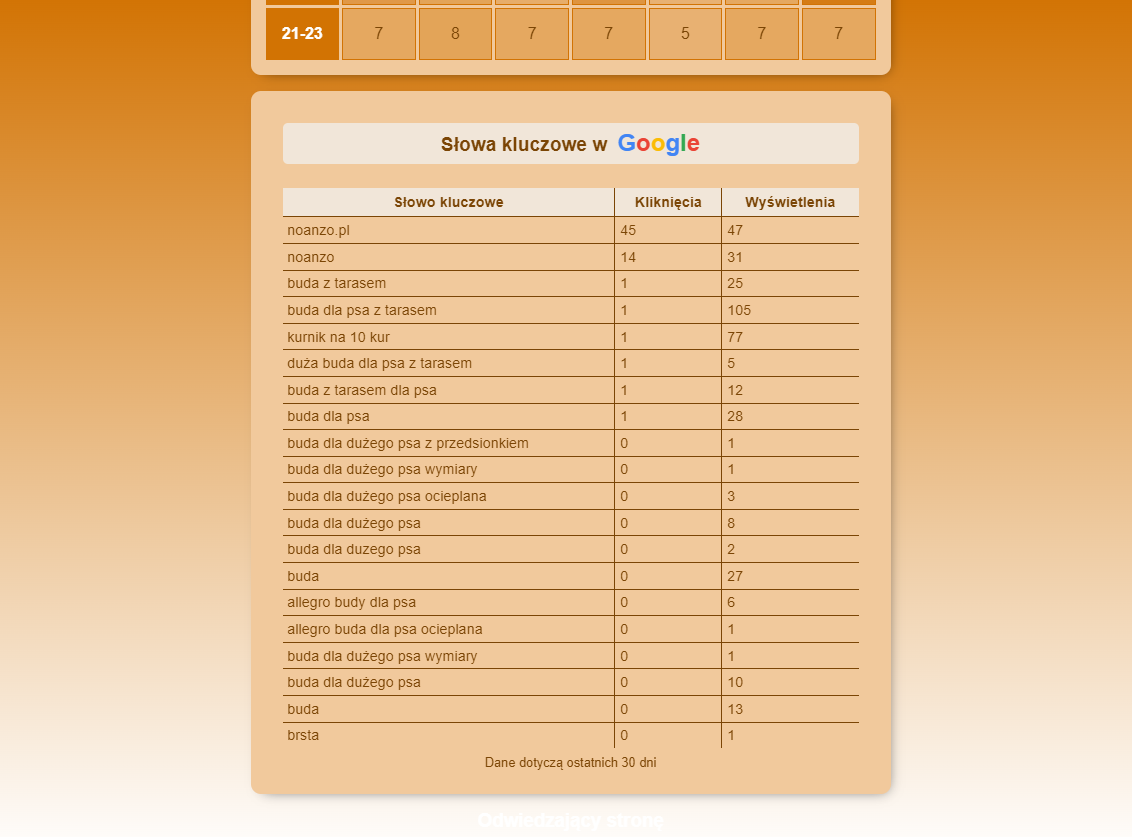 21-23 7 8 7 7 5 7 7
Słowa kluczowe w Google
Słowo kluczowe Kliknięcia Wyświetlenia
noanzo.pl 45 47
noanzo 14 31
buda z tarasem 1 25
buda dla psa z tarasem 1 105
kurnik na 10 kur 1 77
duża buda dla psa z tarasem 1 5
buda z tarasem dla psa 1 12
buda dla psa 1 28
buda dla dużego psa z przedsionkiem 0 1
buda dla dużego psa wymiary 0 1
buda dla dużego psa ocieplana 0 3
buda dla dużego psa 0 8
buda dla duzego psa 0 2
buda 0 27
allegro budy dla psa 0 6
allegro buda dla psa ocieplana 0 1
buda dla dużego psa wymiary 0 1
buda dla dużego psa 0 10
buda 0 13
brsta 0 1
Dane dotyczą ostatnich 30 dni
Odwiedzający stronę